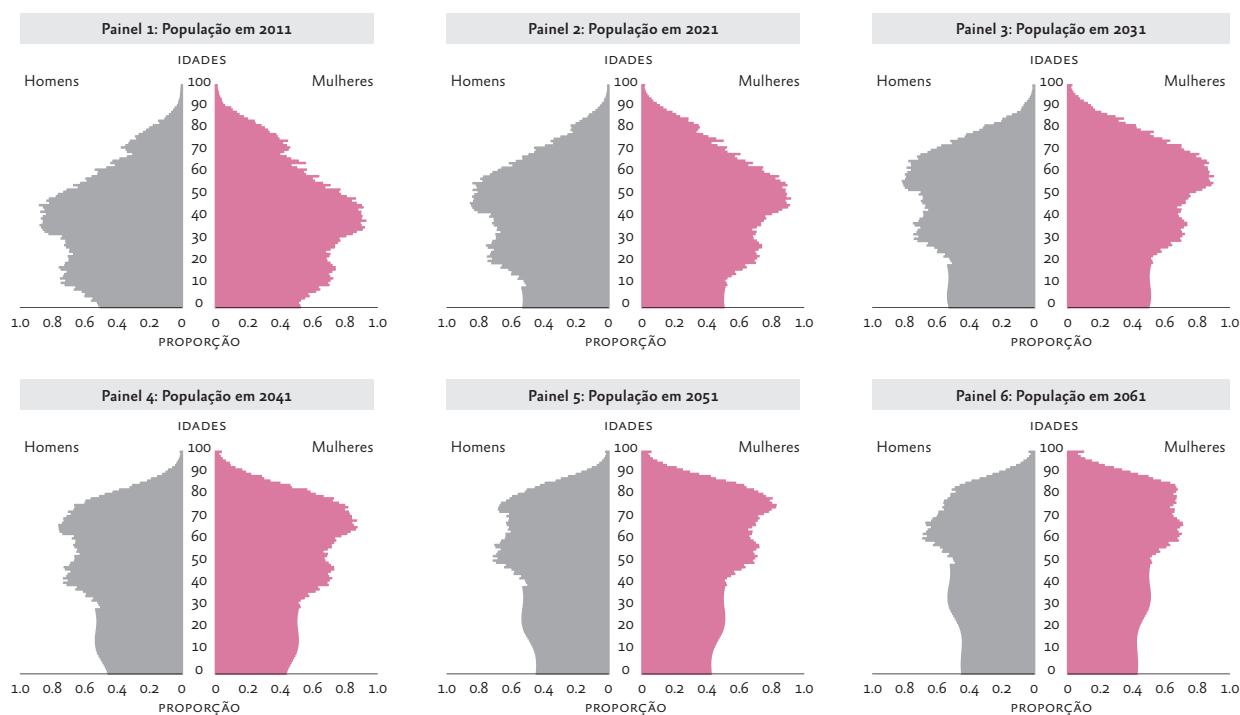 Painel 1: População em 2011
IDADES
Homens
Mulheres
100
90
80
70
60
50
40
30
20
10
0
1.0 0.8 0.6 0.4 0.2 0
0 0.2 0.4 0.6 0.8 1.0
PROPORÇÃO
Painel 2: População em 2021
IDADES
Homens
Mulheres
100
90
80
70
60
50
40
30
20
10
0
1.0 0.8 0.6 0.4 0.2 0
0 0.2 0.4 0.6 0.8 1.0
PROPORÇÃO
Painel 3: População em 2031
IDADES
Homens
Mulheres
100
90
80
70
60
50
40
30
20
10
0
1.0 0.8 0.6 0.4 0.2 0
0 0.2 0.4 0.6 0.8 1.0
PROPORÇÃO
Painel 4: População em 2041
IDADES
Homens
Mulheres
100
90
80
70
60
50
40
30
20
10
0
1.0 0.8 0.6 0.4 0.2 0
0 0.2 0.4 0.6 0.8 1.0
PROPORÇÃO
Painel 5: População em 2051
IDADES
Homens
Mulheres
100
90
80
70
60
50
40
30
20
10
0
1.0 0.8 0.6 0.4 0.2 0
0 0.2 0.4 0.6 0.8 1.0
PROPORÇÃO
Painel 6: População em 2061
IDADES
Homens
Mulheres
100
90
80
70
60
50
40
30
20
10
0
1.0 0.8 0.6 0.4 0.2 0
0 0.2 0.4 0.6 0.8 1.0
PROPORÇÃO